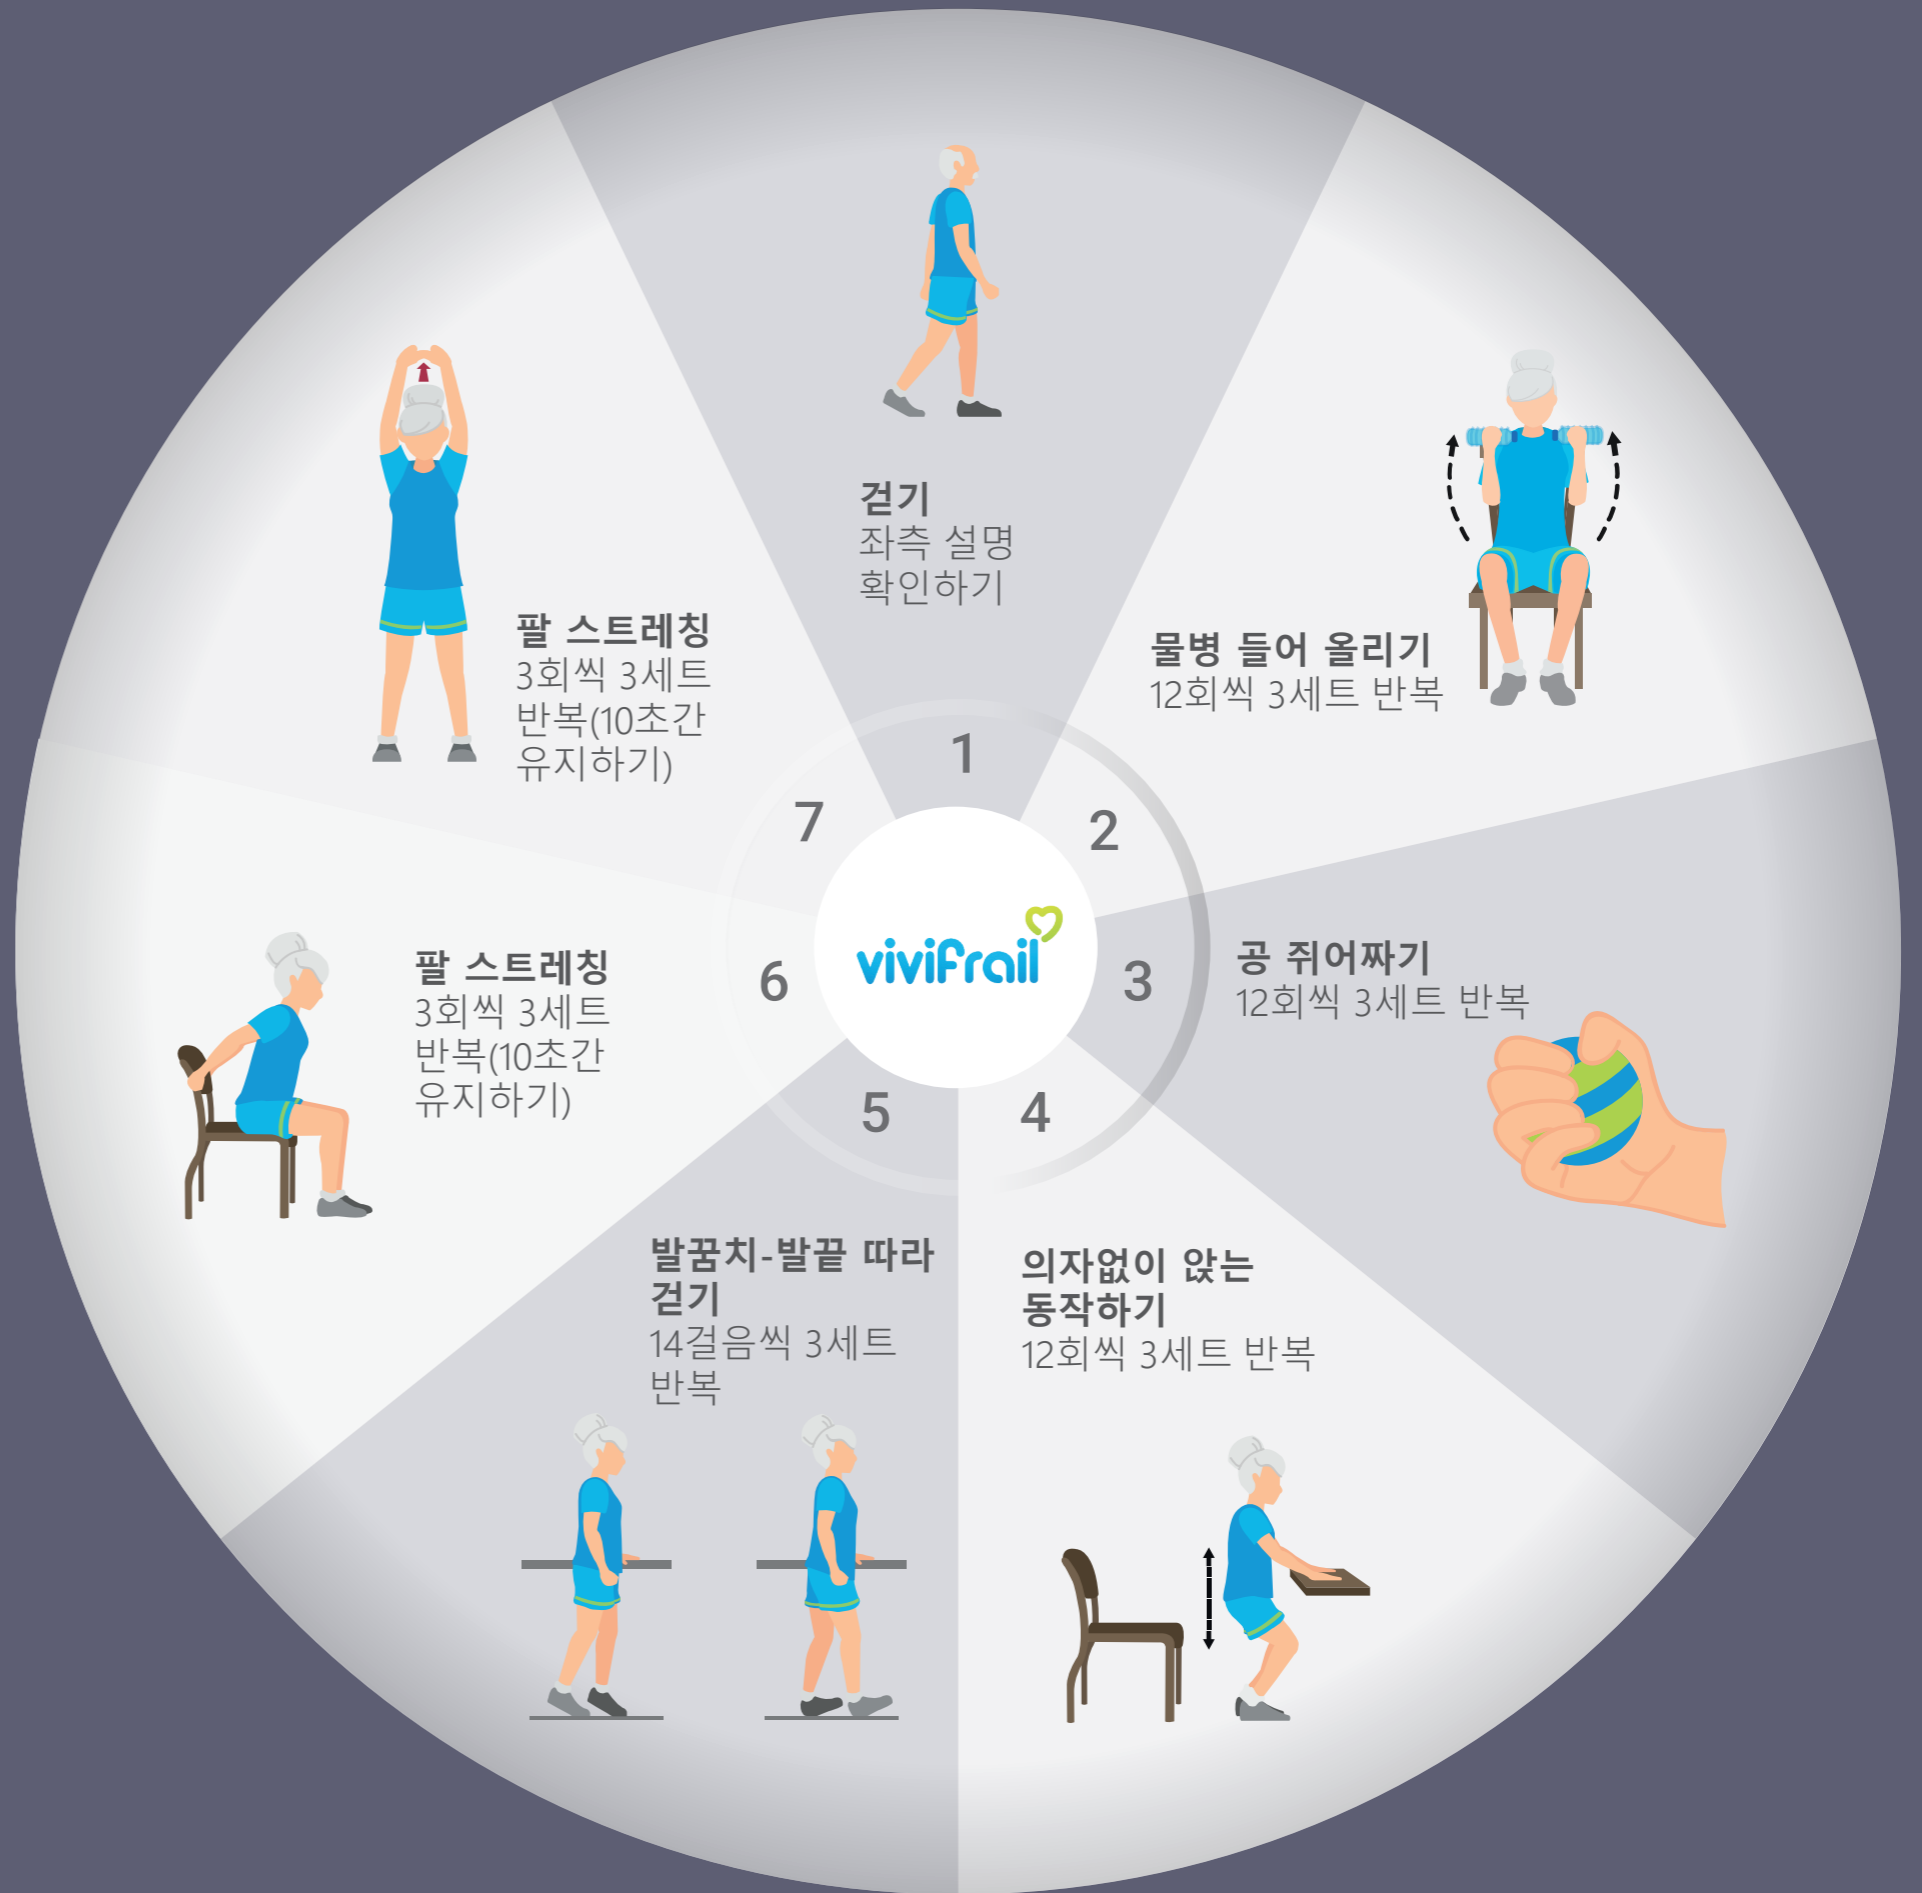 걷기
좌측 설명
확인하기
1
물병 들어 올리기
12회씩 3세트 반복
2
공 쥐어짜기
12회씩 3세트 반복
3
의자없이 앉는
동작하기
12회씩 3세트 반복
4
발꿈치-발끝 따라
걷기
14걸음씩 3세트
반복
5
팔 스트레칭
3회씩 3세트
반복(10초간
유지하기)
6
팔 스트레칭
3회씩 3세트
반복(10초간
유지하기)
7
vivifrail